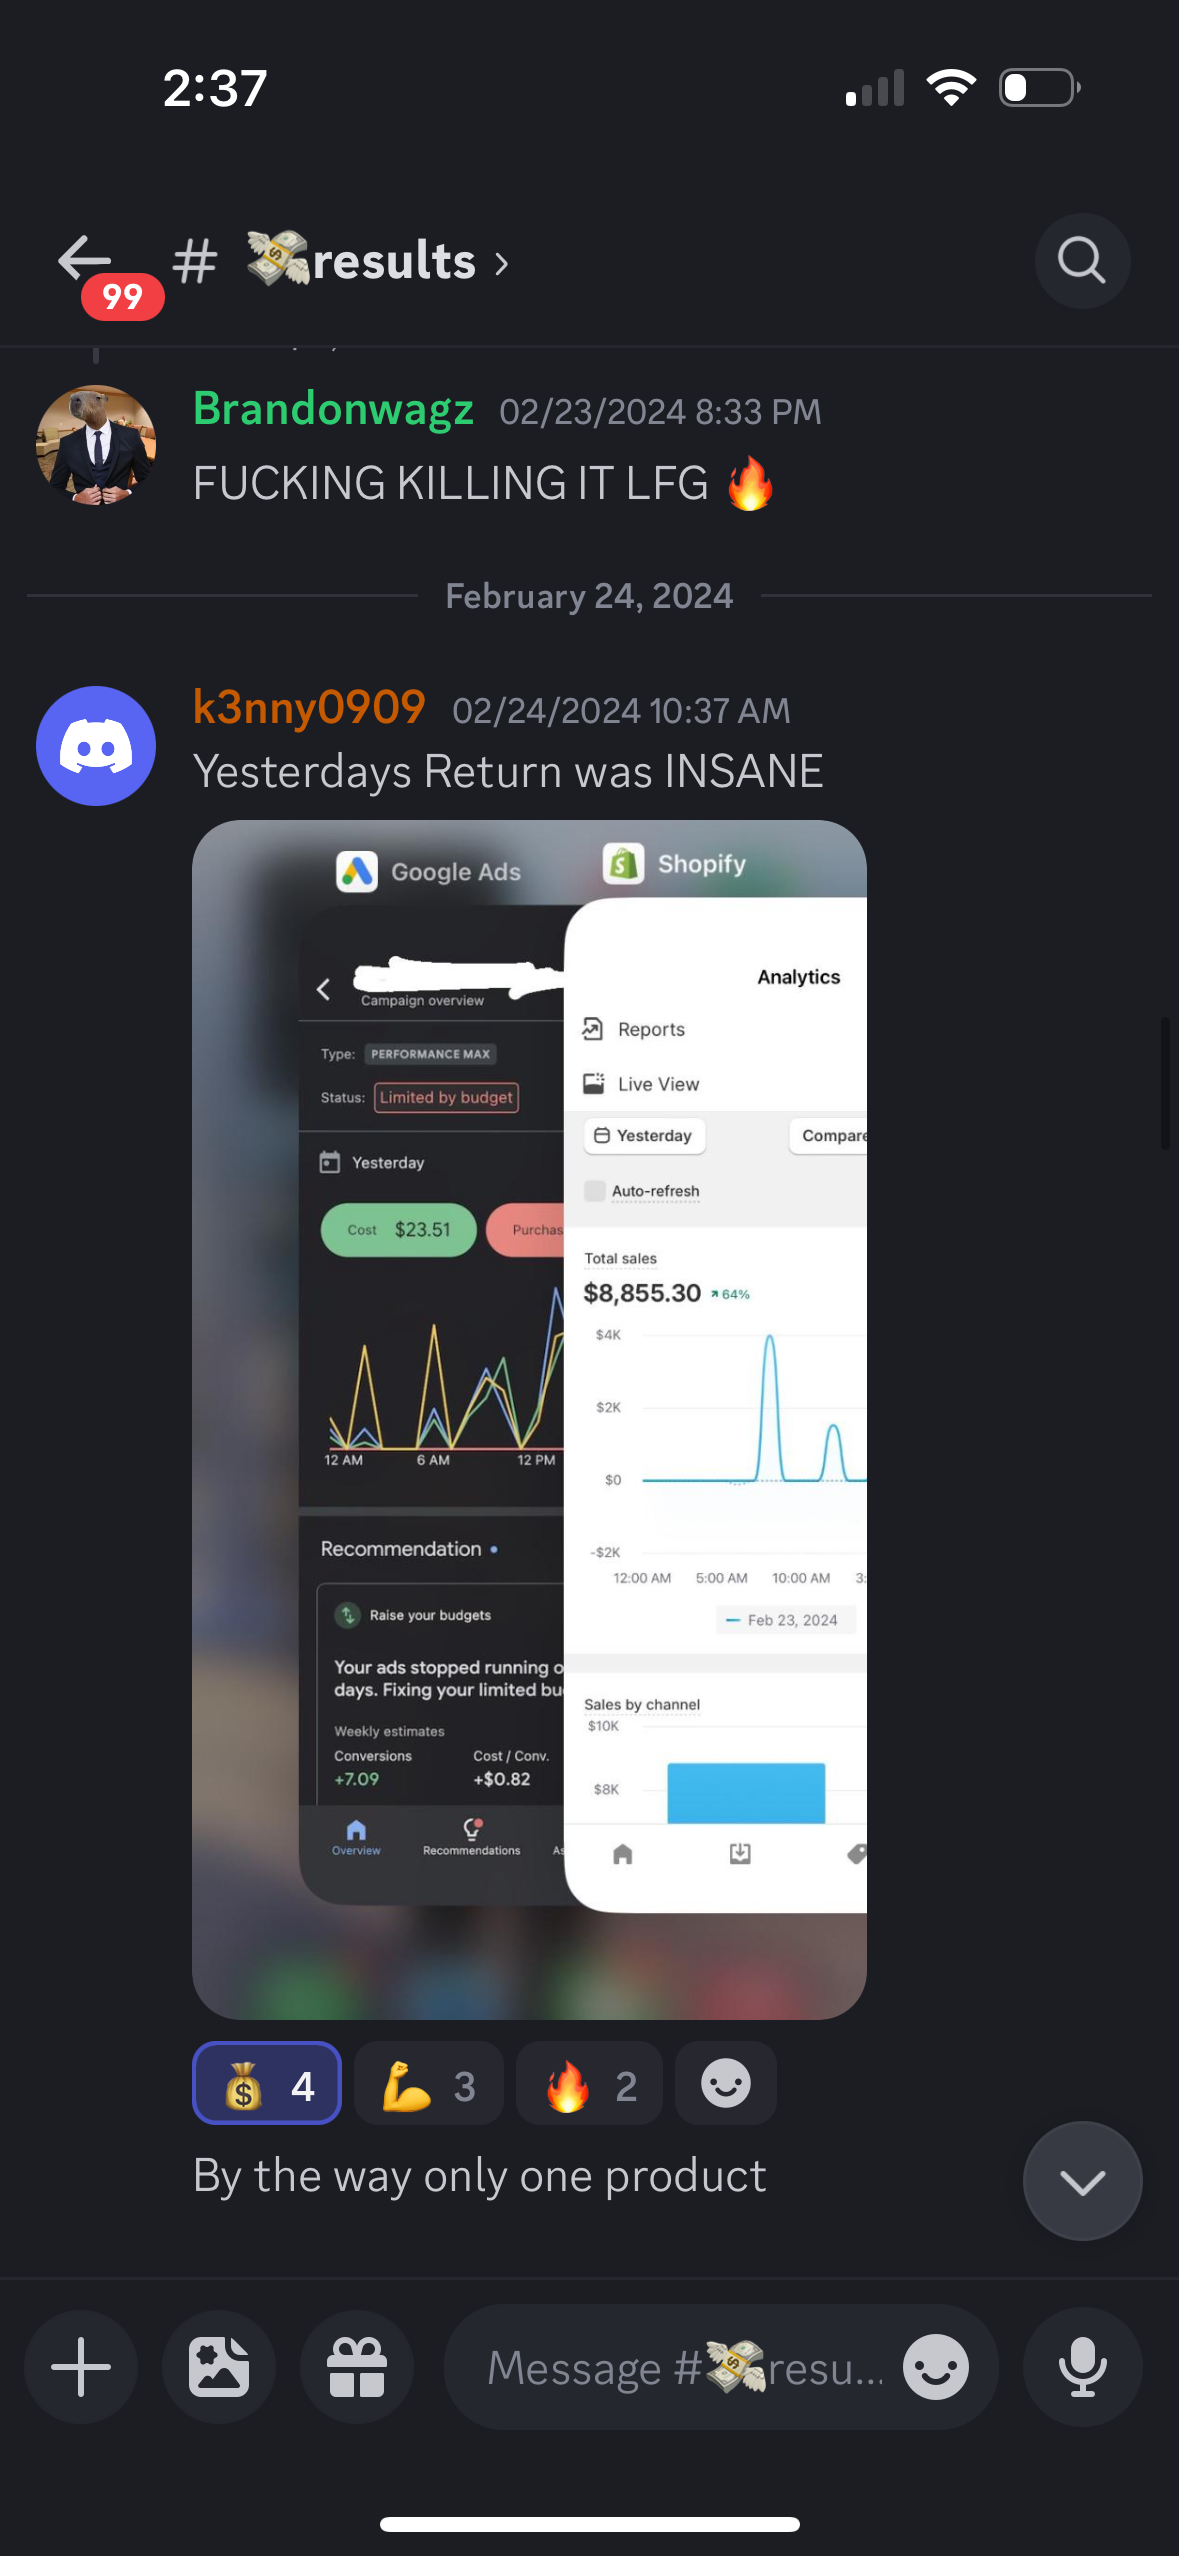 2:37
99
# 💸results ›
Brandonwagz 02/23/2024 8:33 PM
FUCKING KILLING IT LFG 🔥
February 24, 2024
k3nny0909 02/24/2024 10:37 AM
Yesterdays Return was INSANE
Google Ads
Campaign overview
Type: PERFORMANCE MAX
Status: Limited by budget
Yesterday
Cost $23.51 Purchas
12 AM 6 AM 12 PM
Recommendation
Raise your budgets
Your ads stopped running o
days. Fixing your limited bu
Weekly estimates
Conversions Cost / Conv.
+7.09 +$0.82
Overview Recommendations As
Shopify
Analytics
Reports
Live View
Yesterday Compare
Auto-refresh
Total sales
$8,855.30 64%
$4K
$2K
$0
-$2K
12:00 AM 5:00 AM 10:00 AM 3:
Feb 23, 2024
Sales by channel
$10K
$8K
💰 4 💪 3 🔥 2
By the way only one product
Message #💸resu...